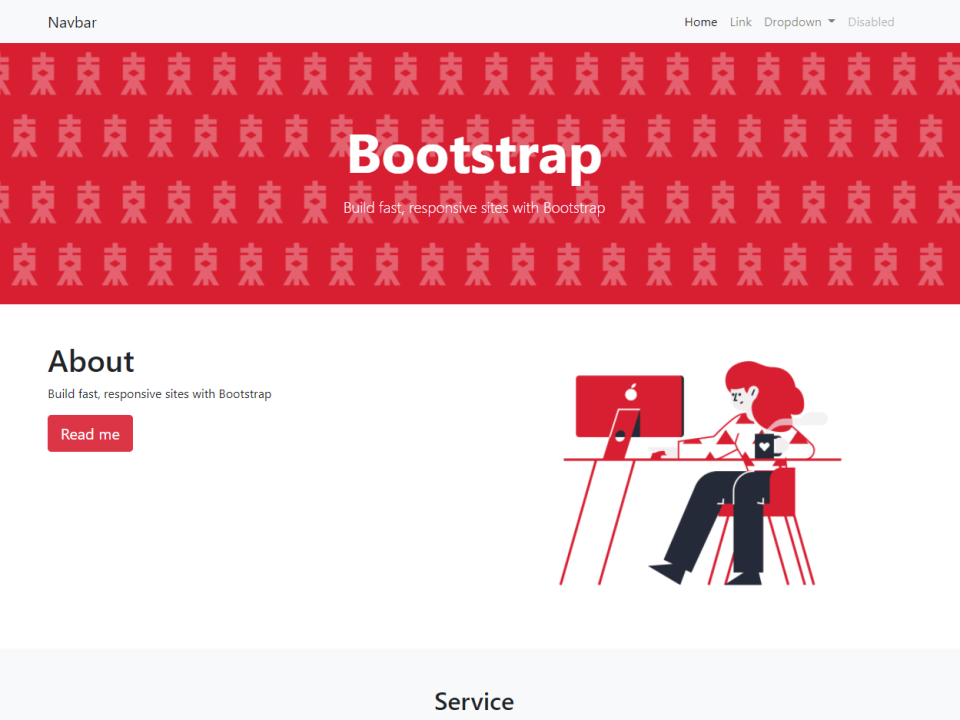 Navbar
Home Link Dropdown Disabled
Bootstrap
Build fast, responsive sites with Bootstrap
About
Build fast, responsive sites with Bootstrap
Read me
Service